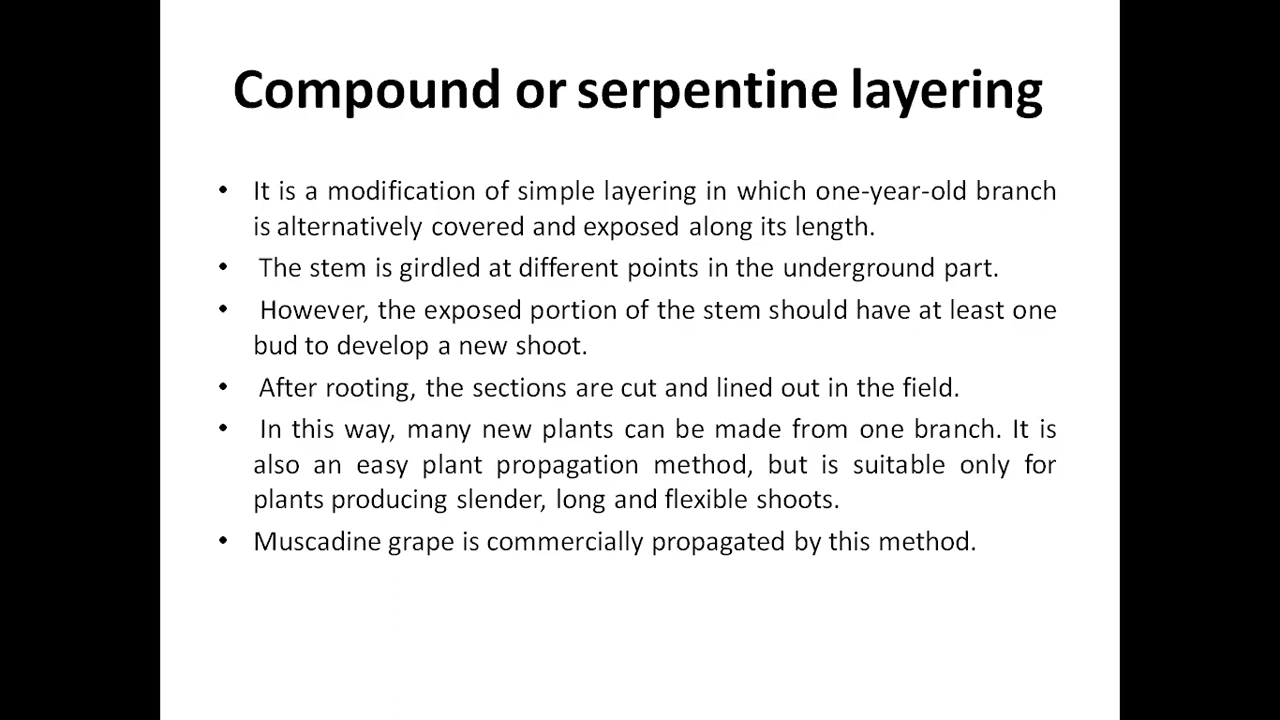 Compound or serpentine layering
• It is a modification of simple layering in which one-year-old branch
is alternatively covered and exposed along its length.
• The stem is girdled at different points in the underground part.
• However, the exposed portion of the stem should have at least one
bud to develop a new shoot.
• After rooting, the sections are cut and lined out in the field.
• In this way, many new plants can be made from one branch. It is
also an easy plant propagation method, but is suitable only for
plants producing slender, long and flexible shoots.
• Muscadine grape is commercially propagated by this method.